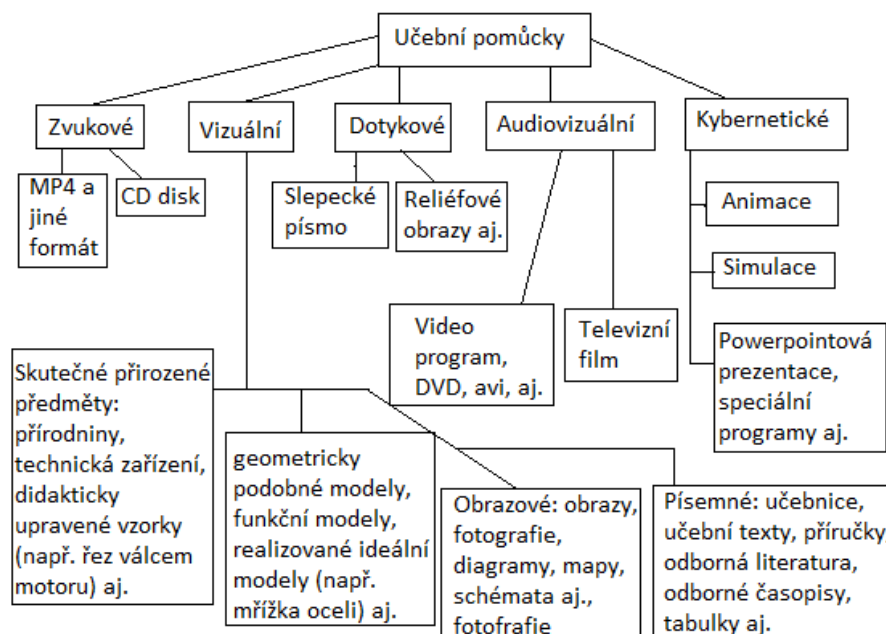 Učební pomůcky
Zvukové
Vizuální
Dotykové
Audiovizuální
Kybernetické
MP4 a
jiné
formát
CD disk
Slepecké
písmo
Reliéfové
obrazy aj.
Animace
Simulace
Video
program,
DVD, avi, aj.
Televizní
film
Powerpointová
prezentace,
speciální
programy aj.
Skutečné přirozené
předměty:
přírodniny,
technická zařízení,
didakticky
upravené vzorky
(např. řez válcem
motoru) aj.
geometricky
podobné modely,
funkční modely,
realizované ideální
modely (např.
mřížka oceli) aj.
Obrazové: obrazy,
fotografie,
diagramy, mapy,
schémata aj.,
fotofrafie
Písemné: učebnice,
učební texty, příručky,
odborná literatura,
odborné časopisy,
tabulky aj.